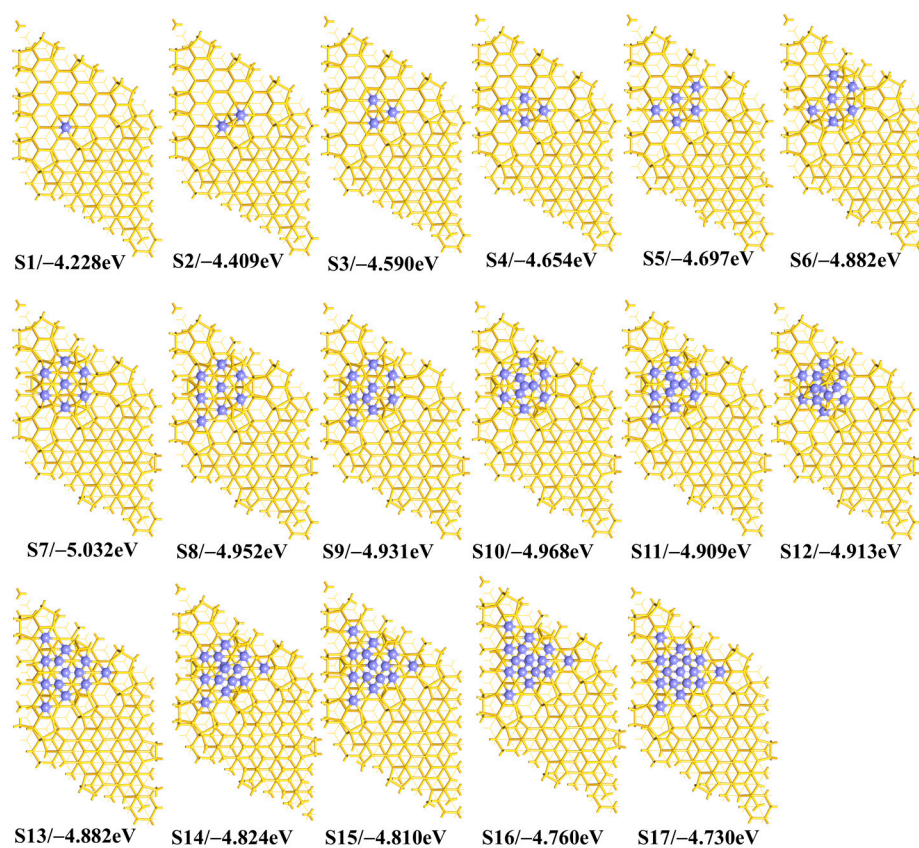 S1/−4.228eV S2/−4.409eV S3/−4.590eV S4/−4.654eV S5/−4.697eV S6/−4.882eV
S7/−5.032eV S8/−4.952eV S9/−4.931eV S10/−4.968eV S11/−4.909eV S12/−4.913eV
S13/−4.882eV S14/−4.824eV S15/−4.810eV S16/−4.760eV S17/−4.730eV